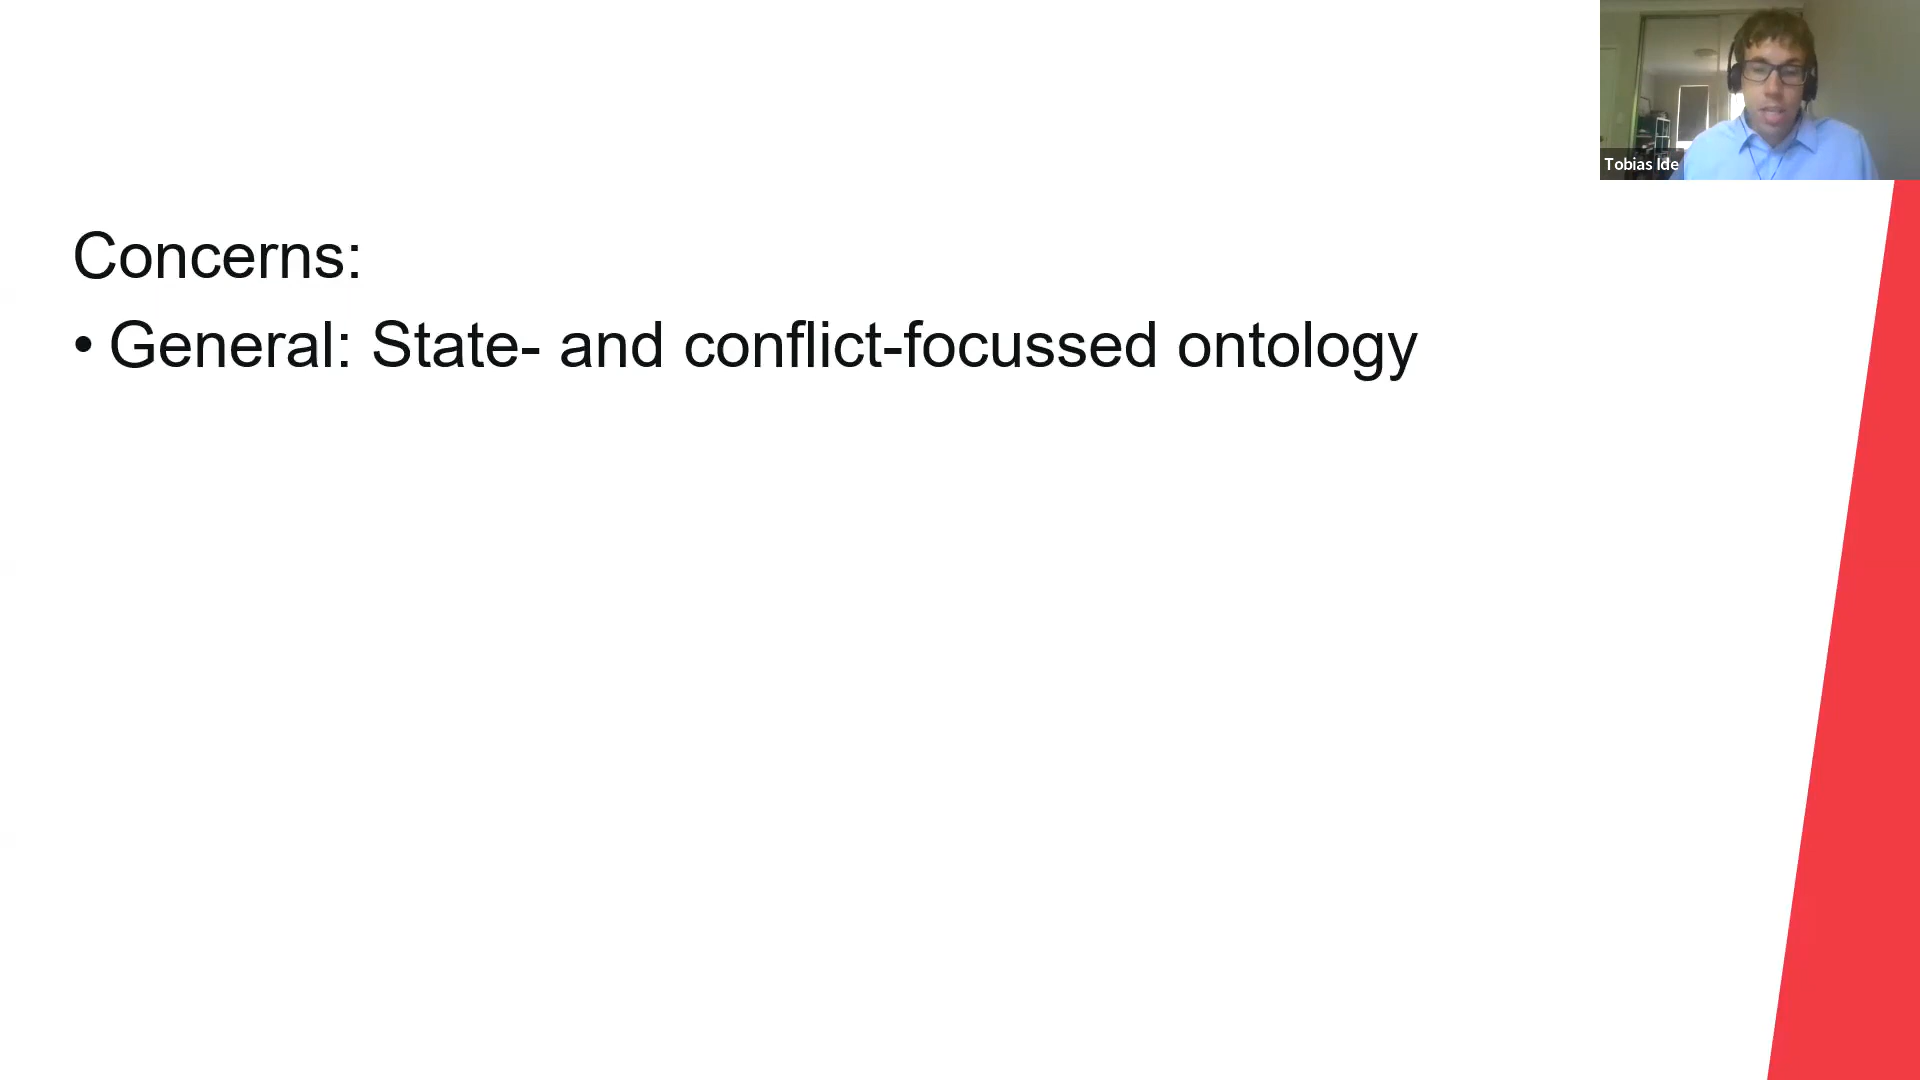 Tobias Ide
Concerns:
• General: State- and conflict-focussed ontology